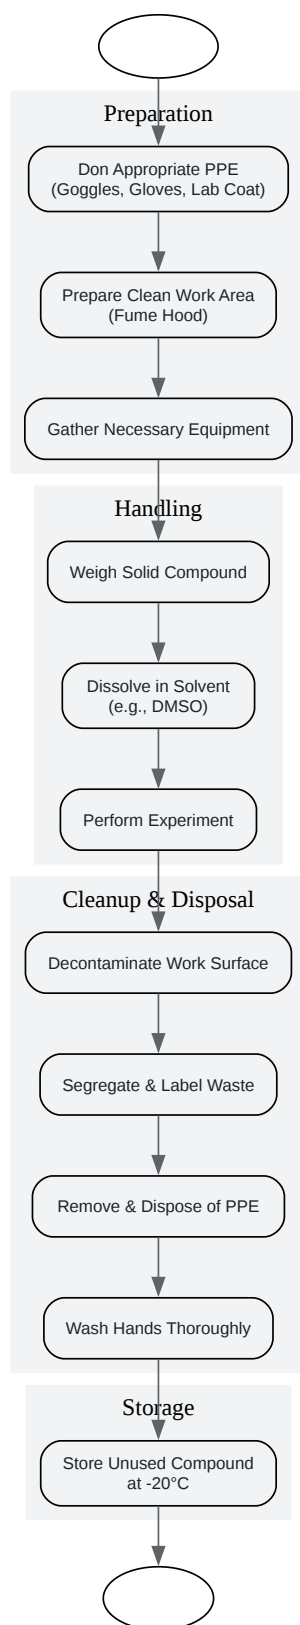 Preparation
Don Appropriate PPE
(Goggles, Gloves, Lab Coat)
Prepare Clean Work Area
(Fume Hood)
Gather Necessary Equipment
Handling
Weigh Solid Compound
Dissolve in Solvent
(e.g., DMSO)
Perform Experiment
Cleanup & Disposal
Decontaminate Work Surface
Segregate & Label Waste
Remove & Dispose of PPE
Wash Hands Thoroughly
Storage
Store Unused Compound
at -20°C